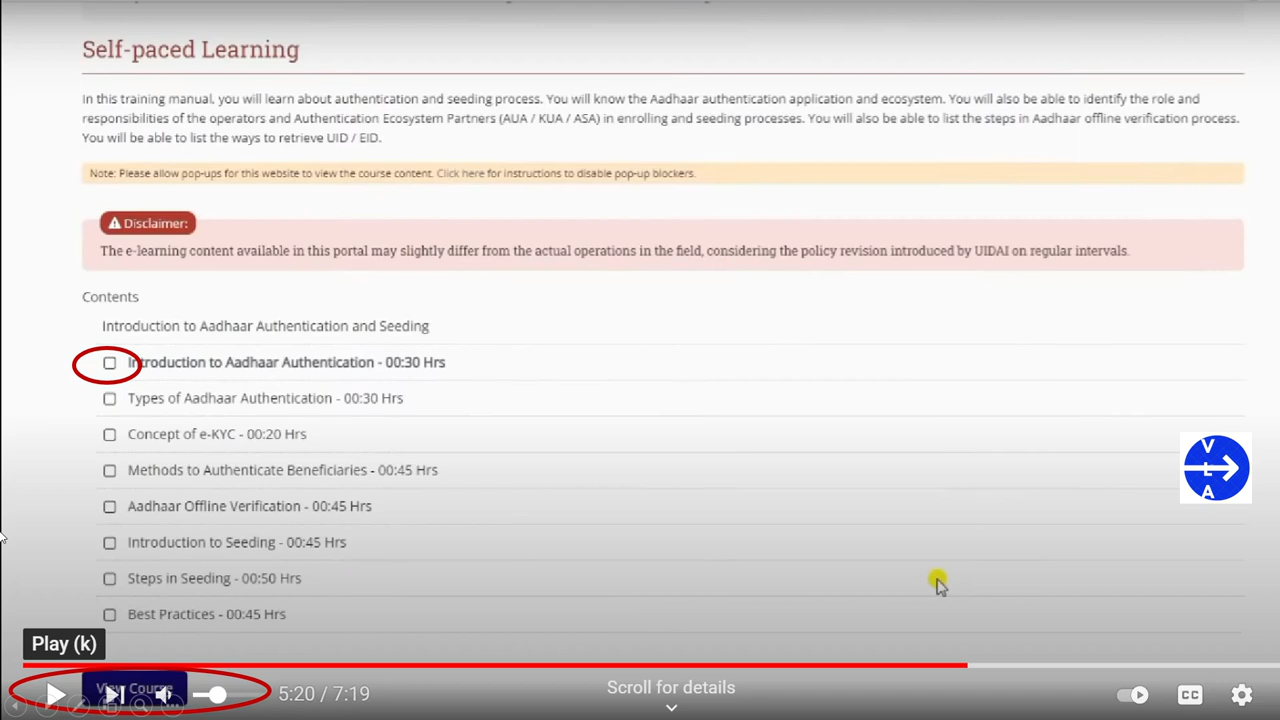 Self-paced Learning
In this training manual, you will learn about authentication and seeding process. You will know the Aadhaar authentication application and ecosystem. You will also be able to identify the role and
responsibilities of the operators and Authentication Ecosystem Partners (AUA / KUA / ASA) in enrolling and seeding processes. You will also be able to list the steps in Aadhaar offline verification process.
You will be able to list the ways to retrieve UID / EID.
Note: Please allow pop-ups for this website to view the course content. Click here for instructions to disable pop-up blockers.
Disclaimer:
The e-learning content available in this portal may slightly differ from the actual operations in the field, considering the policy revision introduced by UIDAI on regular intervals.
Contents
Introduction to Aadhaar Authentication and Seeding
Introduction to Aadhaar Authentication - 00:30 Hrs
Types of Aadhaar Authentication - 00:30 Hrs
Concept of e-KYC - 00:20 Hrs
Methods to Authenticate Beneficiaries - 00:45 Hrs
V
L
A
Aadhaar Offline Verification - 00:45 Hrs
Introduction to Seeding - 00:45 Hrs
Steps in Seeding - 00:50 Hrs
Best Practices - 00:45 Hrs
Play (k)
View Course
5:20 / 7:19
Scroll for details
CC